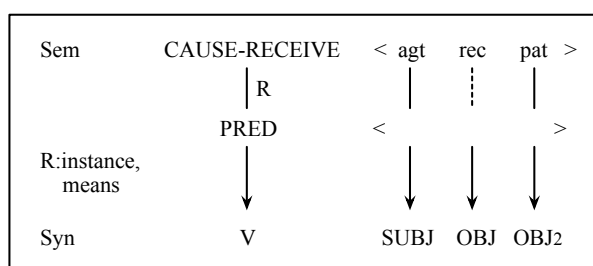 Sem CAUSE-RECEIVE < agt rec pat >
R
PRED < >
R:instance,
means
Syn V SUBJ OBJ OBJ2